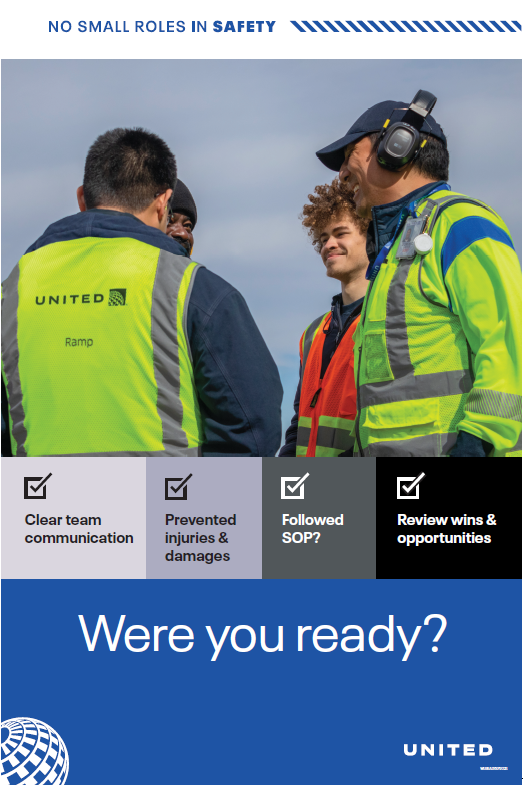 NO SMALL ROLES IN SAFETY
UNITED
Ramp
Clear team
communication
Prevented
injuries &
damages
Followed
SOP?
Review wins &
opportunities
Were you ready?
UNITED